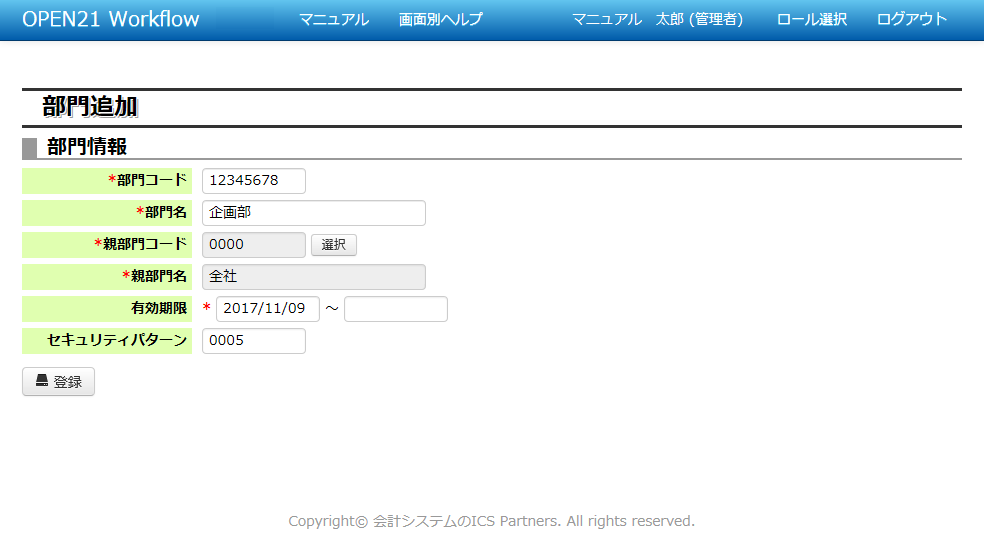 OPEN21 Workflow マニュアル 画面別ヘルプ マニュアル 太郎 (管理者) ロール選択 ログアウト
部門追加
部門情報
*部門コード 12345678
*部門名 企画部
*親部門コード 0000 選択
*親部門名 全社
有効期限 * 2017/11/09 ～
セキュリティパターン 0005
登録
Copyright© 会計システムのICS Partners. All rights reserved.